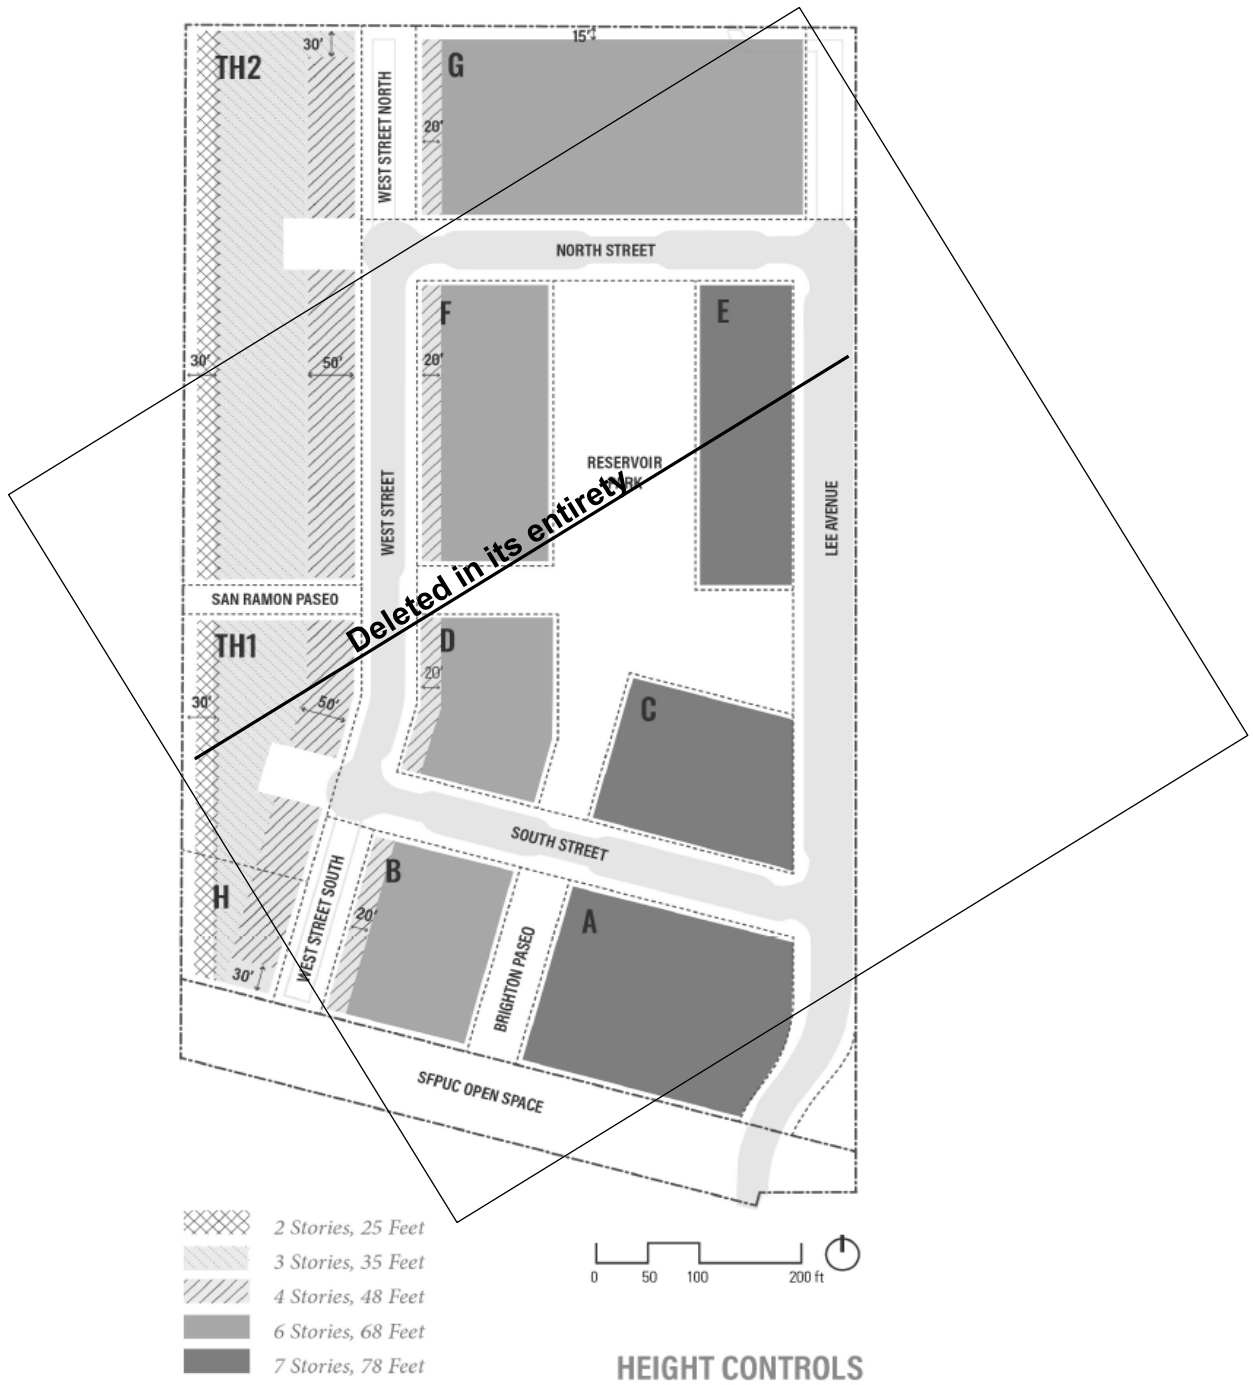 15'
30'
TH2
G
WEST STREET NORTH
20'
NORTH STREET
F
E
30'
50'
20'
RESERVOIR
PARK
WEST STREET
LEE AVENUE
Deleted in its entirety
SAN RAMON PASEO
TH1
D
20'
30'
50'
C
SOUTH STREET
B
H
WEST STREET SOUTH
20'
A
30'
BRIGHTON PASEO
SFPUC OPEN SPACE
2 Stories, 25 Feet
3 Stories, 35 Feet
4 Stories, 48 Feet
6 Stories, 68 Feet
7 Stories, 78 Feet
0 50 100 200 ft
HEIGHT CONTROLS